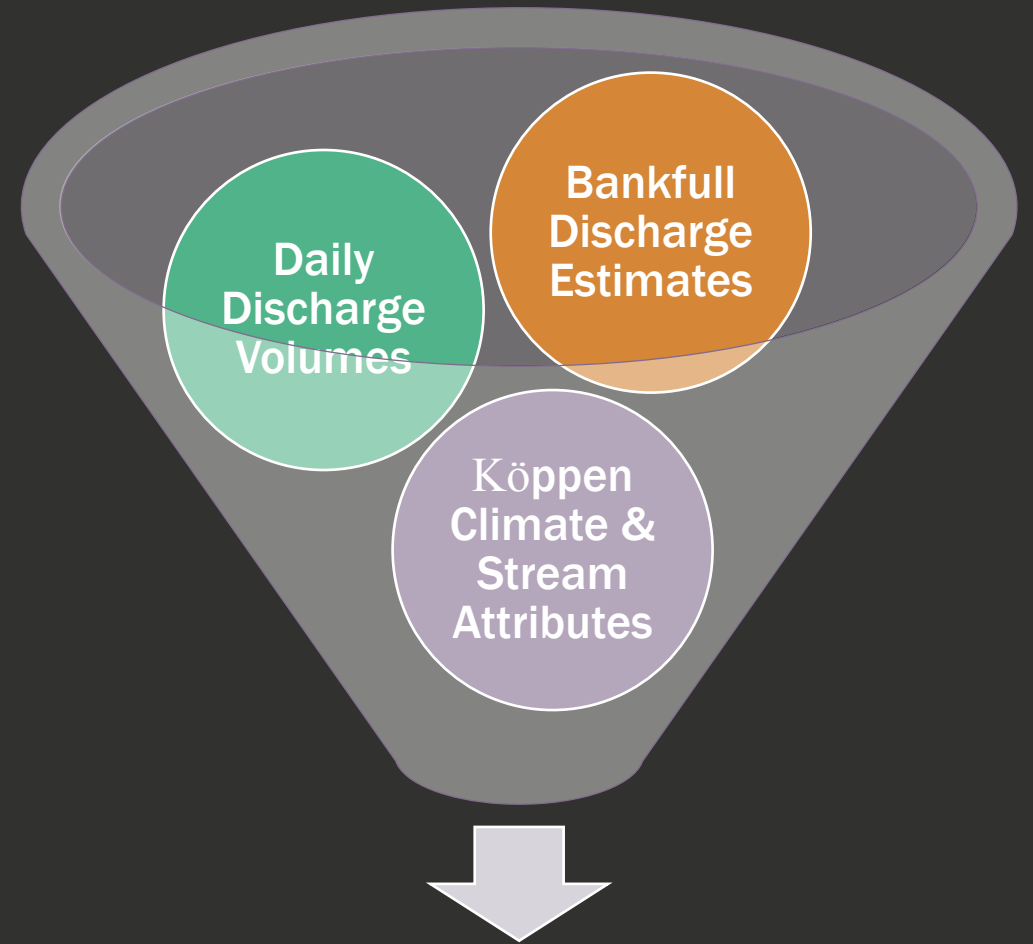 Bankfull
Discharge
Estimates
Daily
Discharge
Volumes
Köppen
Climate &
Stream
Attributes